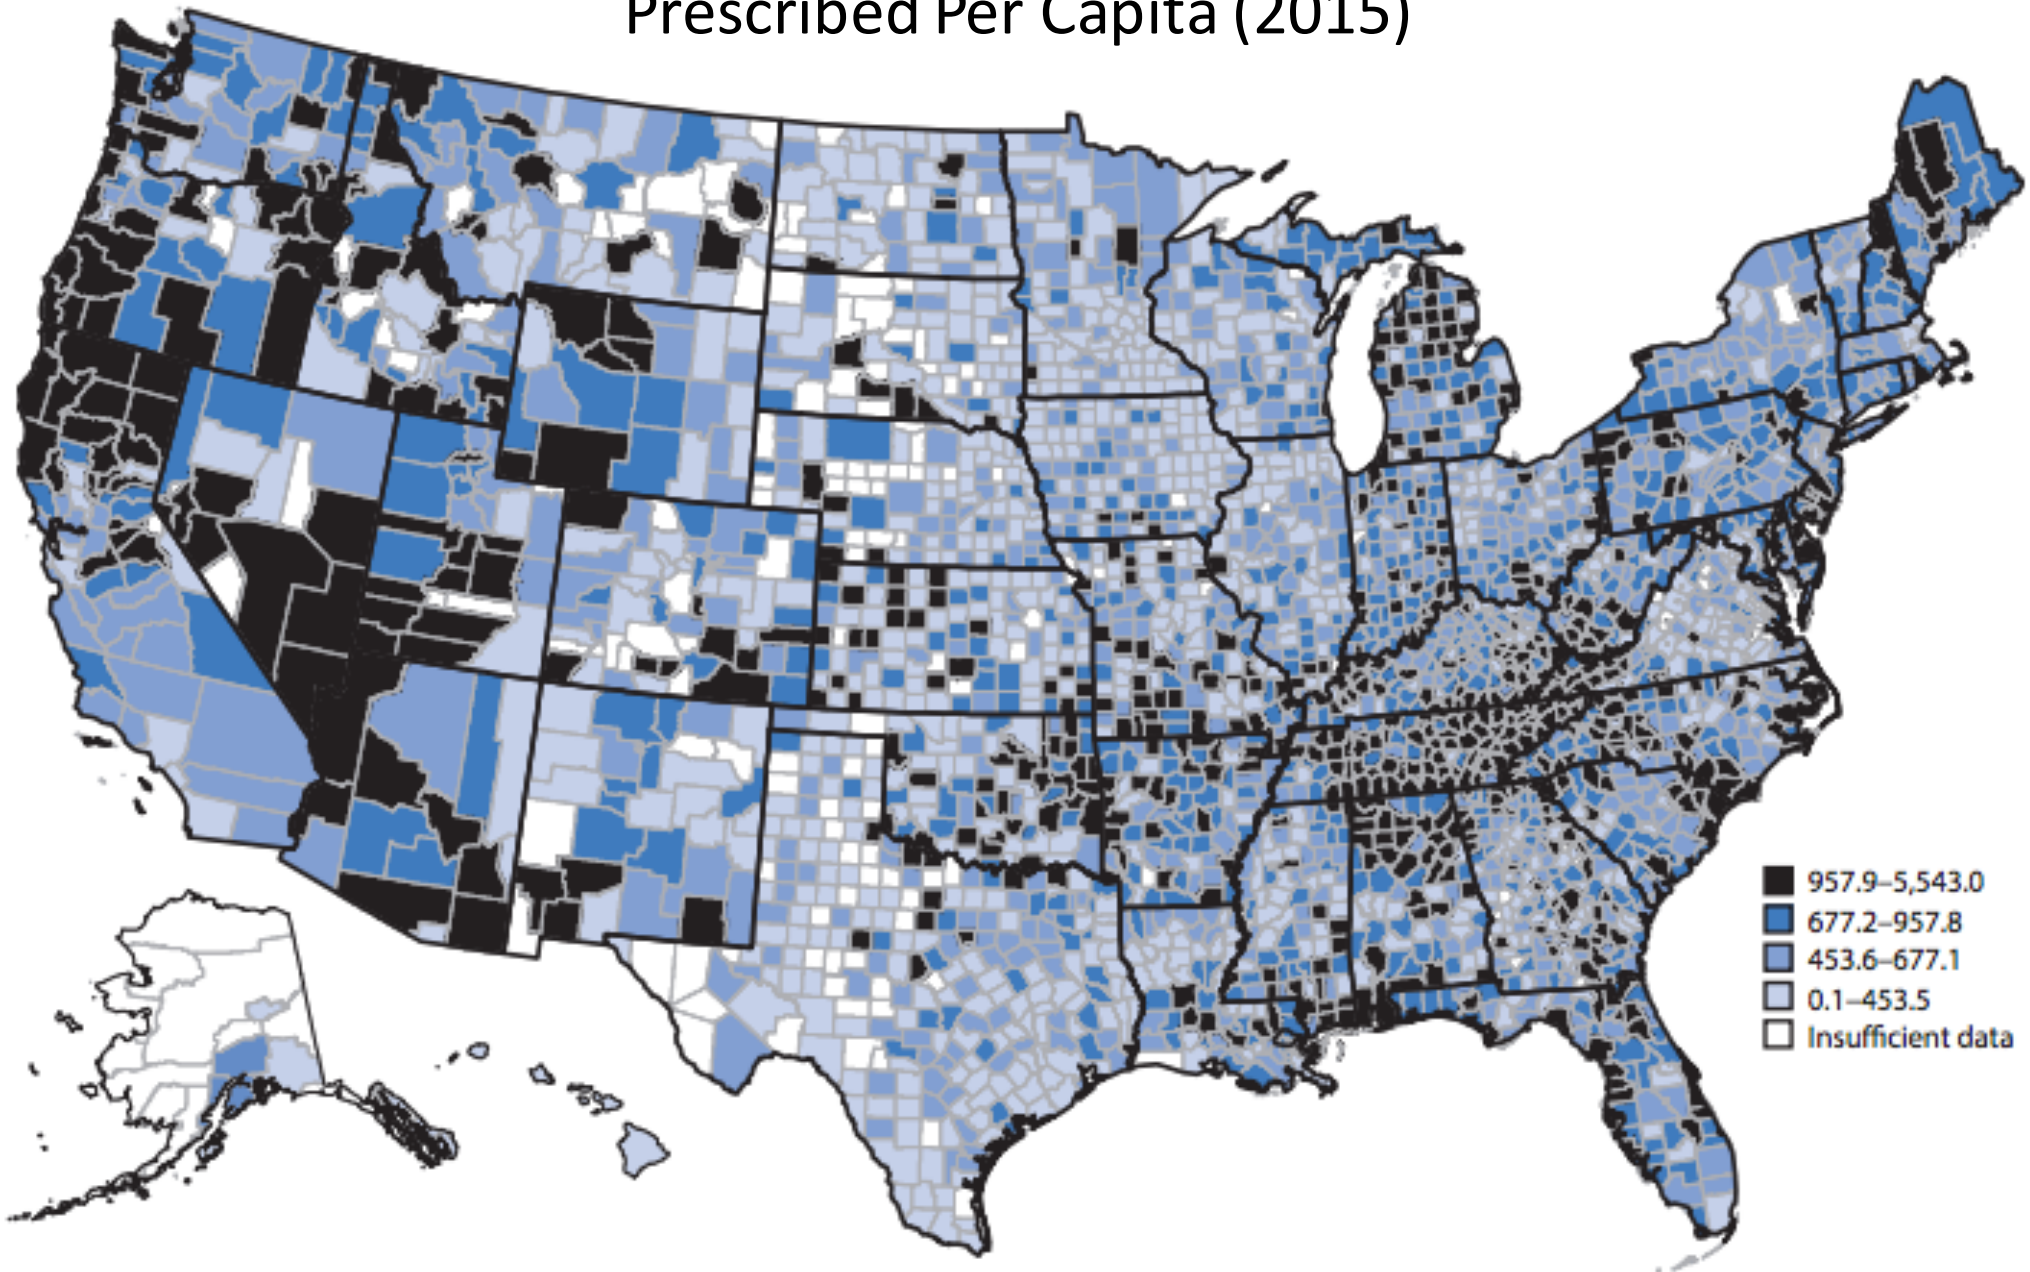 Prescribed Per Capita (2015)
957.9–5,543.0
677.2–957.8
453.6–677.1
0.1–453.5
Insufficient data